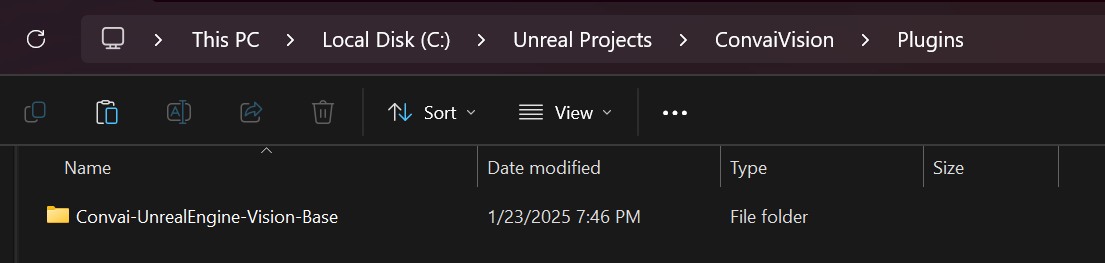 This PC > Local Disk (C:) > Unreal Projects > ConvaiVision > Plugins
Sort View
Name Date modified Type Size
Convai-UnrealEngine-Vision-Base 1/23/2025 7:46 PM File folder